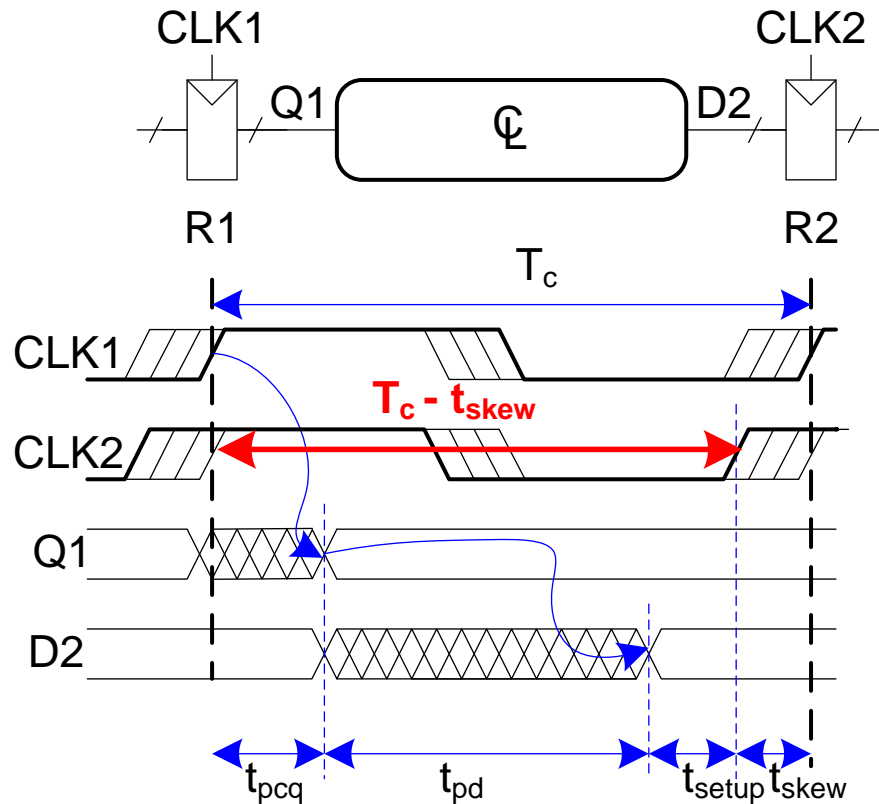 CLK1 CLK2
Q1 CL D2
R1 R2
Tc
CLK1
Tc - tskew
CLK2
Q1
D2
tpcq tpd tsetup tskew